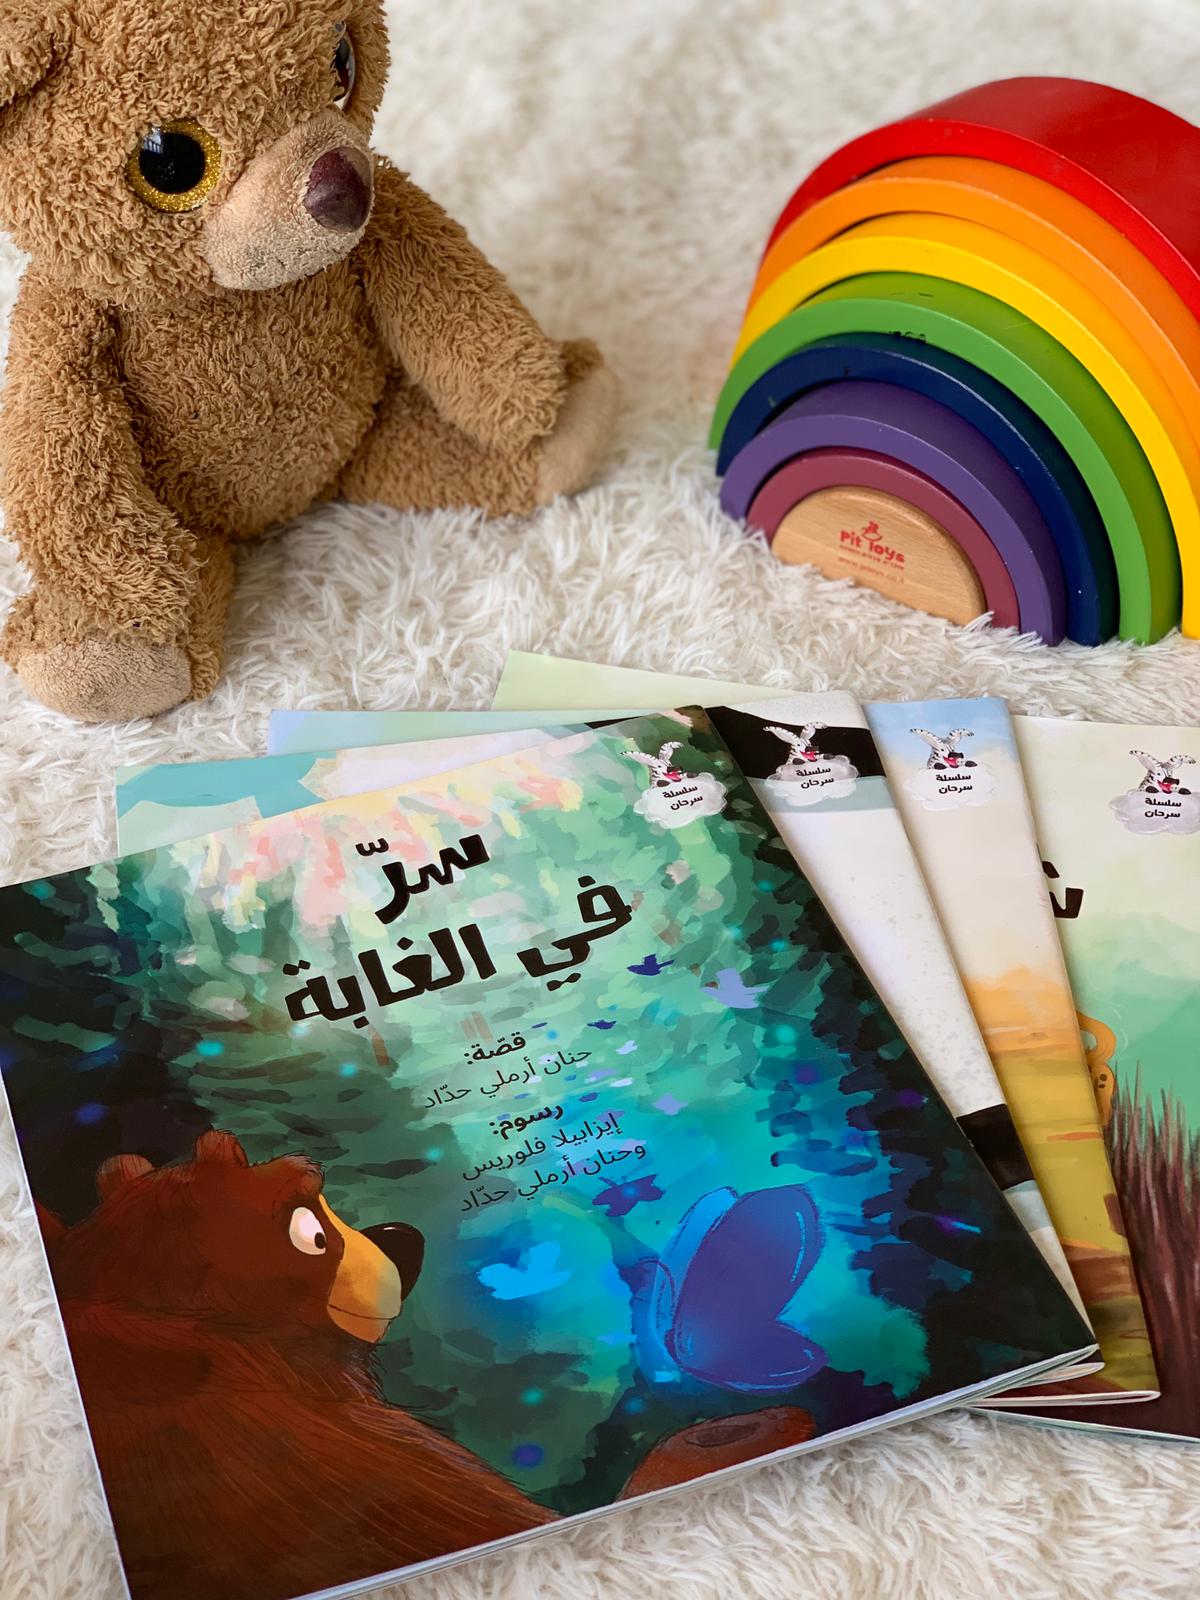 Pit Toys
سلسلة
سرحان
سلسلة
سرحان
سلسلة
سرحان
سلسلة
سرحان
سرّ
في الغابة
قصّة:
حنان أرملي حدّاد
رسوم:
إيزابيلا فلوريس
وحنان أرملي حدّاد